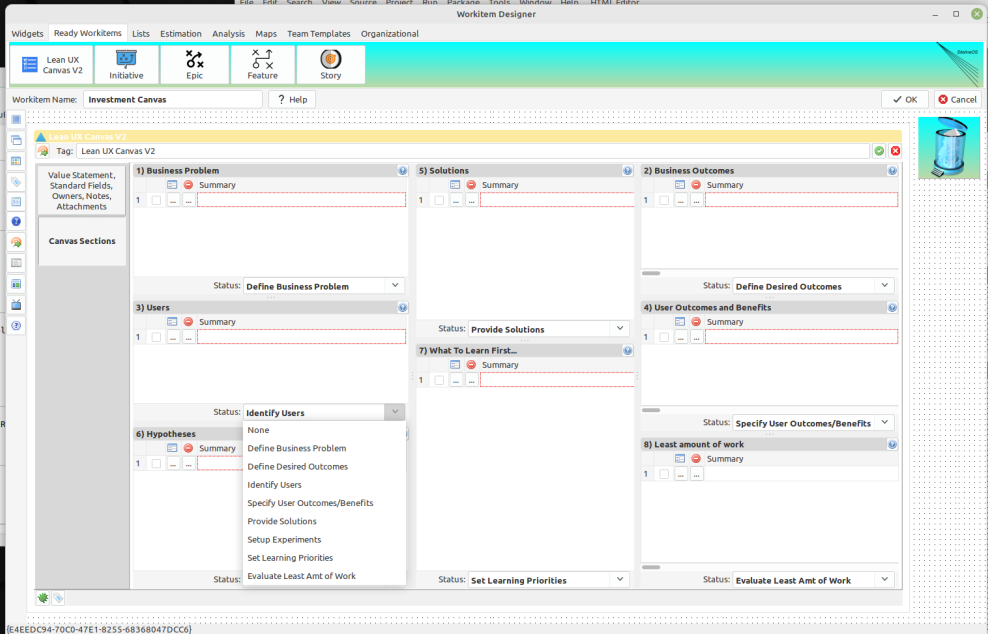 File Edit Search View Source Project Run Package Tools Window Help HTML Editor
Workitem Designer
Widgets Ready Workitems Lists Estimation Analysis Maps Team Templates Organizational
Lean UX
Canvas V2
Initiative
Epic
Feature
Story
Workitem Name: Investment Canvas
? Help
OK
Cancel
Lean UX Canvas V2
Tag: Lean UX Canvas V2
Value Statement,
Standard Fields,
Owners, Notes,
Attachments
Canvas Sections
1) Business Problem
Summary
1 ... ...
Status: Define Business Problem
5) Solutions
Summary
1 ... ...
Status: Provide Solutions
2) Business Outcomes
Summary
1 ... ...
Status: Define Desired Outcomes
3) Users
Summary
1 ... ...
Status: Identify Users
None
Define Business Problem
Define Desired Outcomes
Identify Users
Specify User Outcomes/Benefits
Provide Solutions
Setup Experiments
Set Learning Priorities
Evaluate Least Amt of Work
4) User Outcomes and Benefits
Summary
1 ... ...
Status: Specify User Outcomes/Benefits
7) What To Learn First...
Summary
1 ... ...
Status: Set Learning Priorities
6) Hypotheses
Summary
1 ... ...
Status:
8) Least amount of work
Summary
1 ... ...
Status: Evaluate Least Amt of Work
{E4EEDC94-70C0-47E1-8255-68368047DCC6}